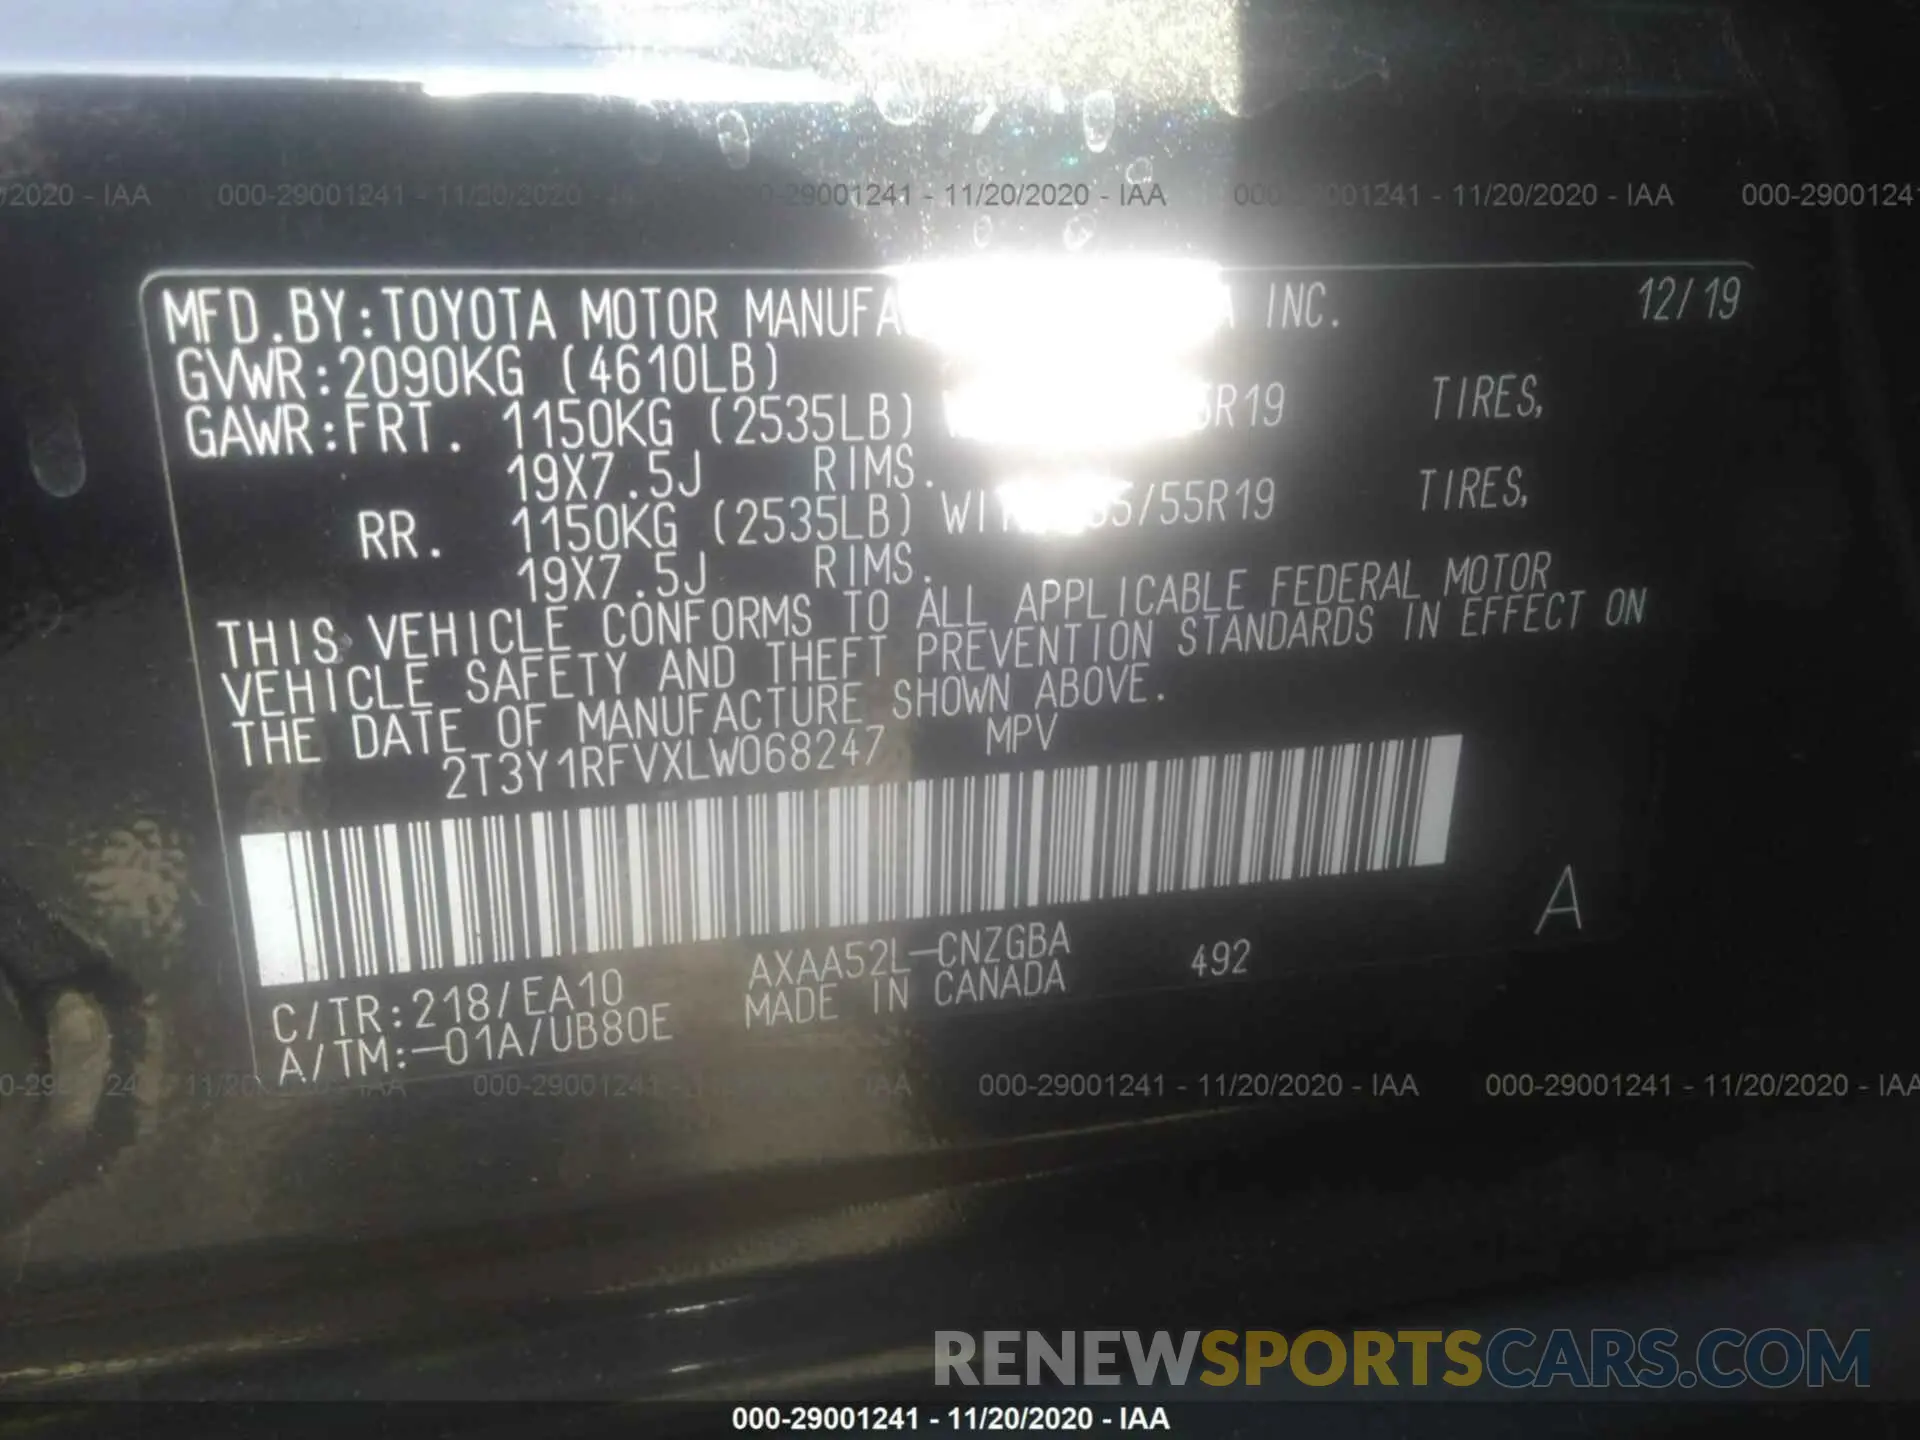 /2020 - IAA 000-29001241 - 11/20/2020 - -29001241 - 11/20/2020 - IAA 000- 001241 - 11/20/2020 - IAA 000-2900124
MFD.BY:TOYOTA MOTOR INC. 12/19
GVWR:2090KG (4610LB)
GAWR:FRT. 1150KG (2535LB) TIRES,
19X7.5J RIMS.
RR. 1150KG (2535LB) /55R19 TIRES,
19X7.5J RIMS.
THIS VEHICLE CONFORMS TO ALL APPLICABLE FEDERAL MOTOR
VEHICLE SAFETY AND THEFT PREVENTION STANDARDS IN EFFECT ON
THE DATE OF MANUFACTURE SHOWN ABOVE.
2T3Y1RFVXLW068247 MPV
A
C/TR:218/EA10 AXAA52L-CNZGBA 492
A/TM:-01A/UB80E MADE IN CANADA
000-29001241 - IAA 000-29001241 - 11/20/2020 - IAA 000-29001241 - 11/20/2020 - IAA
RENEWSPORTSCARS.COM
000-29001241 - 11/20/2020 - IAA